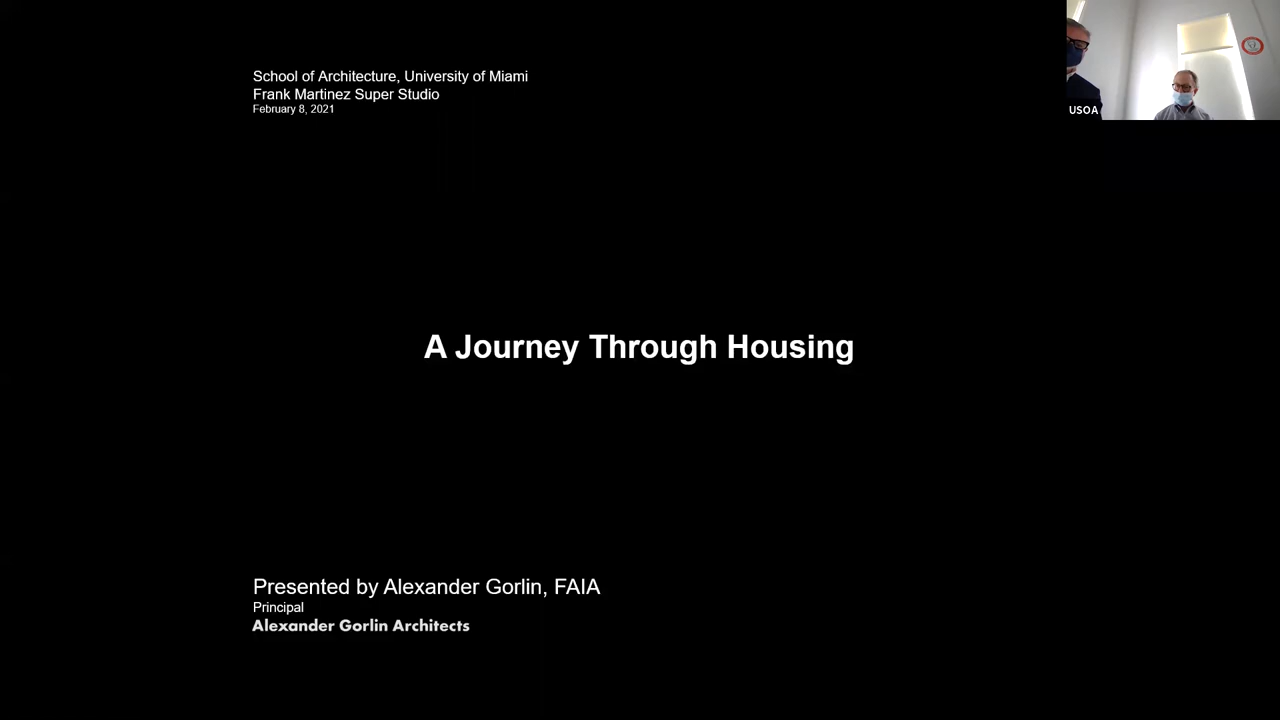 School of Architecture, University of Miami
Frank Martinez Super Studio
February 8, 2021
USOA
A Journey Through Housing
Presented by Alexander Gorlin, FAIA
Principal
Alexander Gorlin Architects